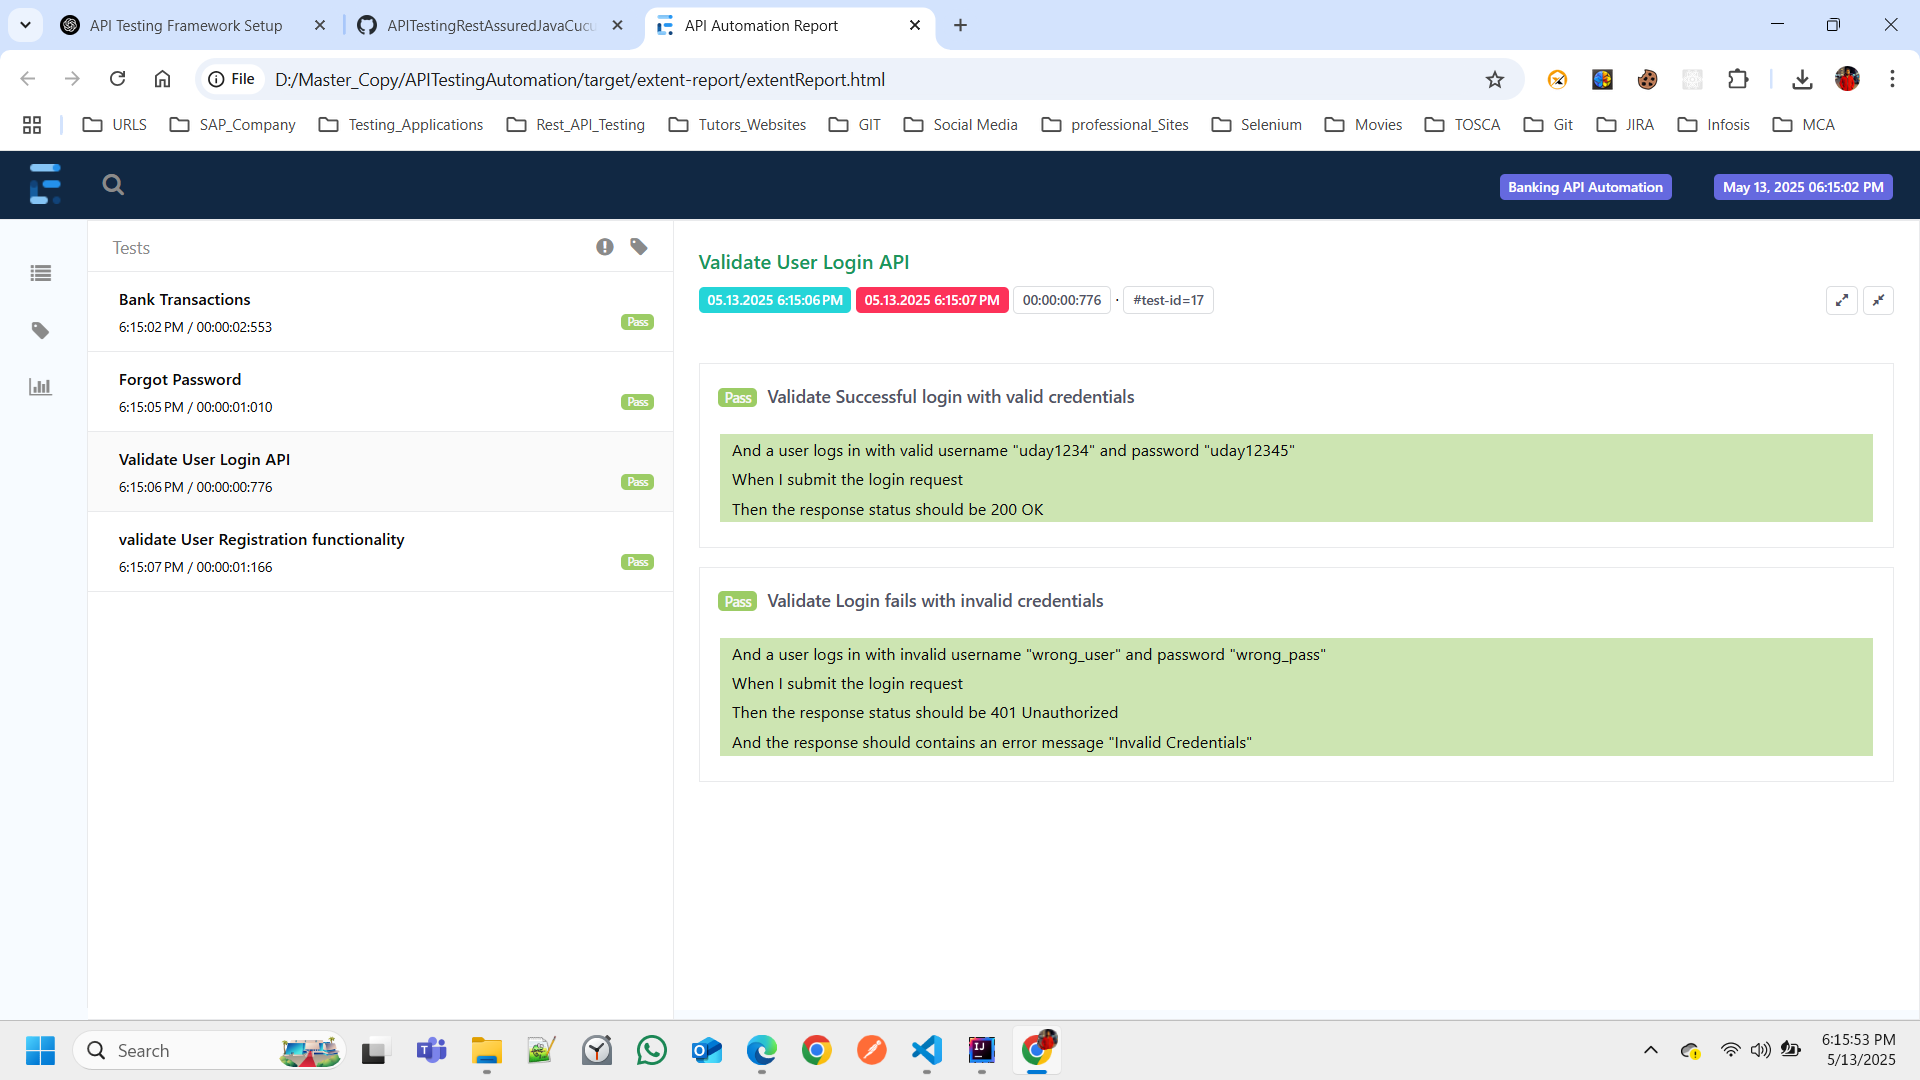 API Testing Framework Setup
APITestingRestAssuredJavaCucu
API Automation Report
File
D:/Master_Copy/APITestingAutomation/target/extent-report/extentReport.html
URLS
SAP_Company
Testing_Applications
Rest_API_Testing
Tutors_Websites
GIT
Social Media
professional_Sites
Selenium
Movies
TOSCA
Git
JIRA
Infosis
MCA
Banking API Automation
May 13, 2025 06:15:02 PM
Tests
Bank Transactions
6:15:02 PM / 00:00:02:553
Pass
Forgot Password
6:15:05 PM / 00:00:01:010
Pass
Validate User Login API
6:15:06 PM / 00:00:00:776
Pass
validate User Registration functionality
6:15:07 PM / 00:00:01:166
Pass
Validate User Login API
05.13.2025 6:15:06 PM 05.13.2025 6:15:07 PM 00:00:00:776 · #test-id=17
Pass Validate Successful login with valid credentials
And a user logs in with valid username "uday1234" and password "uday12345"
When I submit the login request
Then the response status should be 200 OK
Pass Validate Login fails with invalid credentials
And a user logs in with invalid username "wrong_user" and password "wrong_pass"
When I submit the login request
Then the response status should be 401 Unauthorized
And the response should contains an error message "Invalid Credentials"
Search
6:15:53 PM
5/13/2025